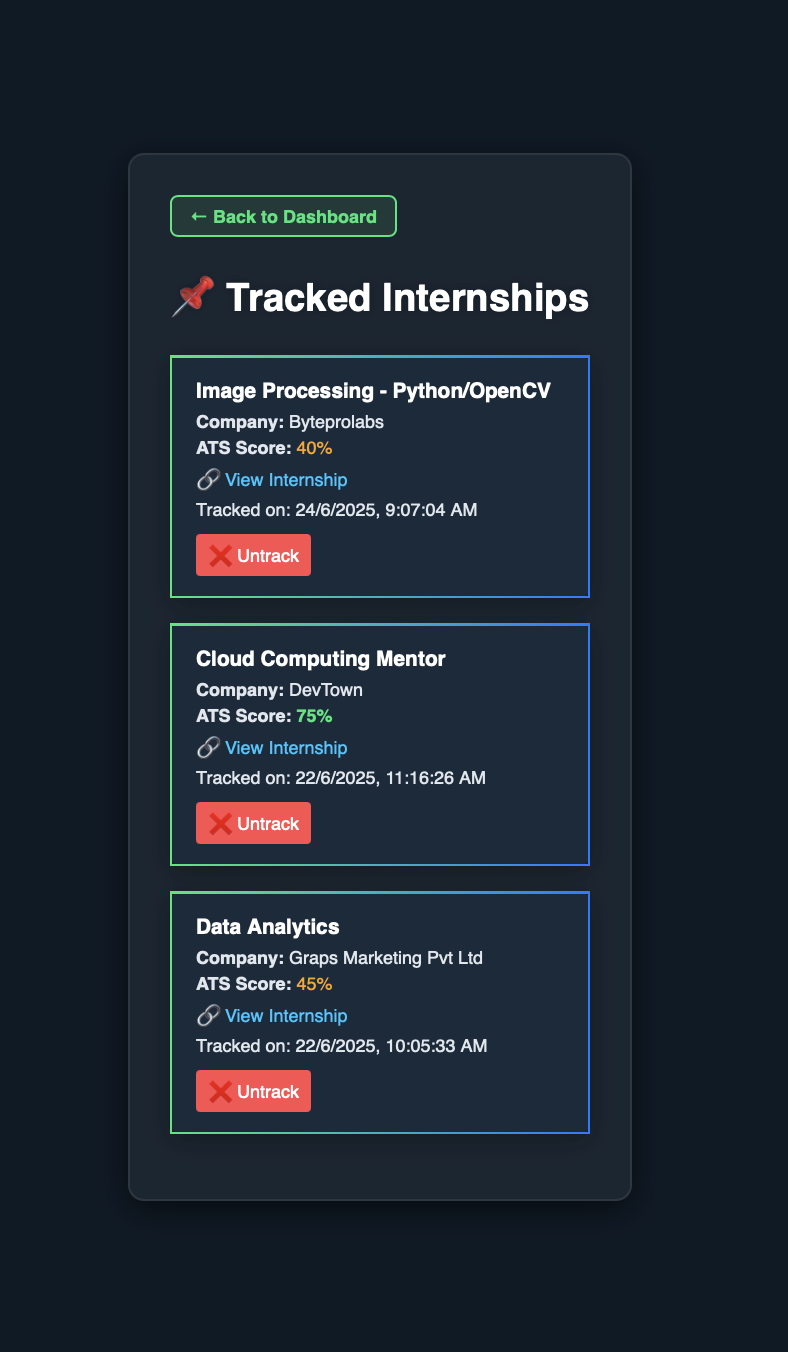 ← Back to Dashboard
📌 Tracked Internships
Image Processing - Python/OpenCV
Company: Byteprolabs
ATS Score: 40%
🔗 View Internship
Tracked on: 24/6/2025, 9:07:04 AM
❌ Untrack
Cloud Computing Mentor
Company: DevTown
ATS Score: 75%
🔗 View Internship
Tracked on: 22/6/2025, 11:16:26 AM
❌ Untrack
Data Analytics
Company: Graps Marketing Pvt Ltd
ATS Score: 45%
🔗 View Internship
Tracked on: 22/6/2025, 10:05:33 AM
❌ Untrack